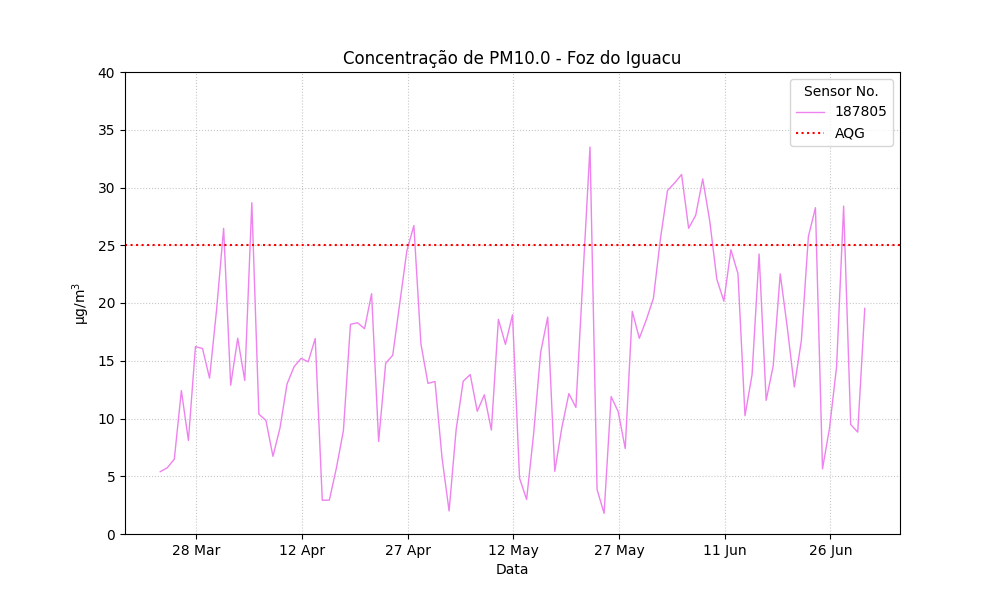 Concentração de PM10.0 - Foz do Iguacu
40
35
30
25
20
15
10
5
0
µg/m³
Sensor No.
187805
AQG
28 Mar
12 Apr
27 Apr
12 May
27 May
11 Jun
26 Jun
Data